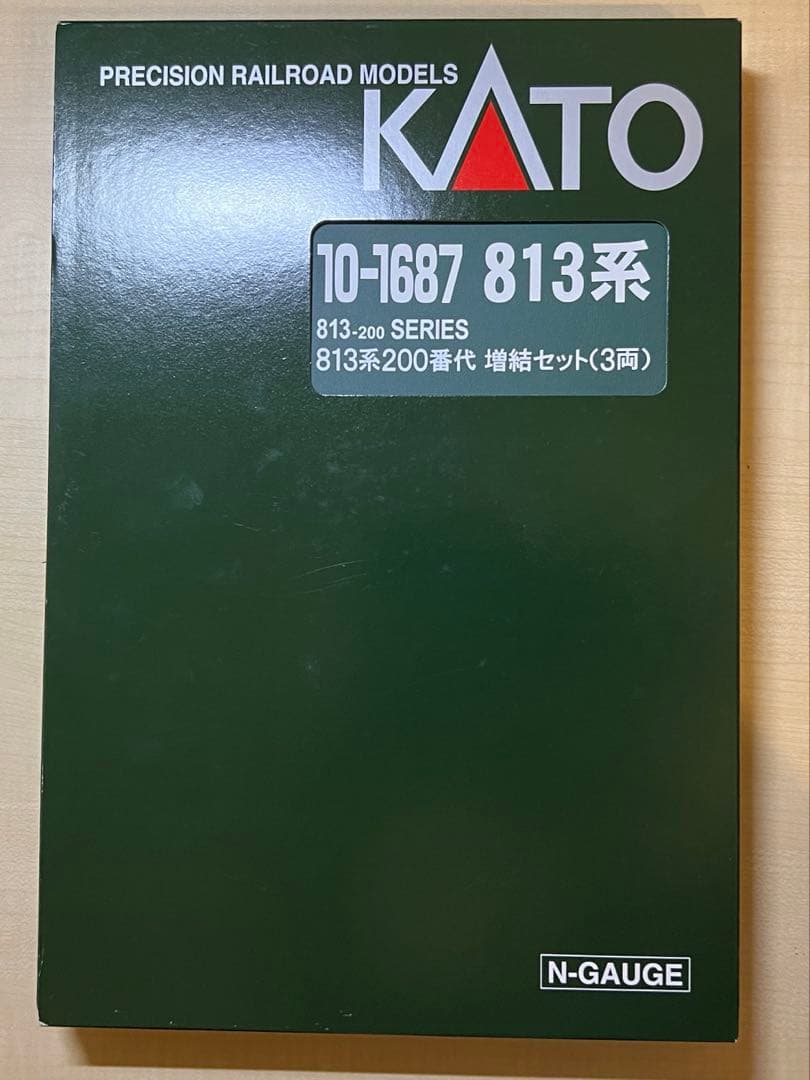 PRECISION RAILROAD MODELS
KATO
10-1687 813系
813-200 SERIES
813系200番代 増結セット(3両)
N-GAUGE